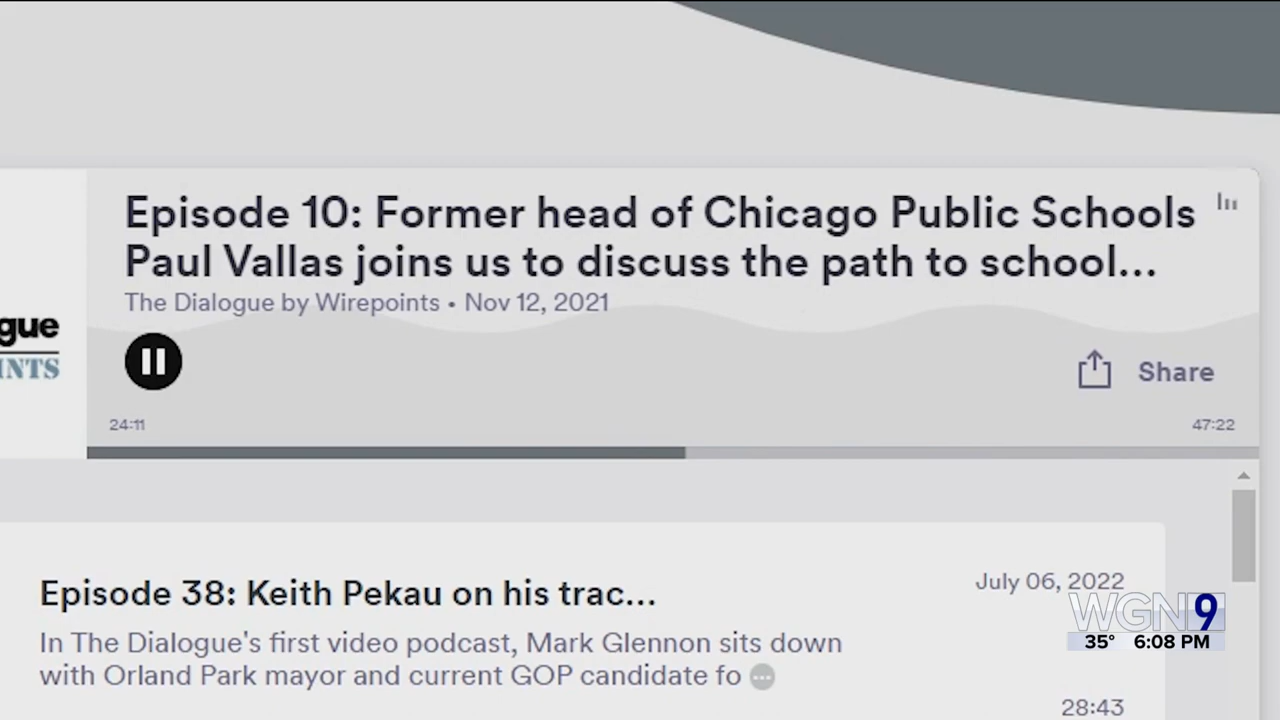 Episode 10: Former head of Chicago Public Schools
Paul Vallas joins us to discuss the path to school...
The Dialogue by Wirepoints • Nov 12, 2021
gue
INTS
Share
24:11
47:22
Episode 38: Keith Pekau on his trac...
July 06, 2022
In The Dialogue's first video podcast, Mark Glennon sits down
with Orland Park mayor and current GOP candidate fo
28:43
WGN9
35° 6:08 PM